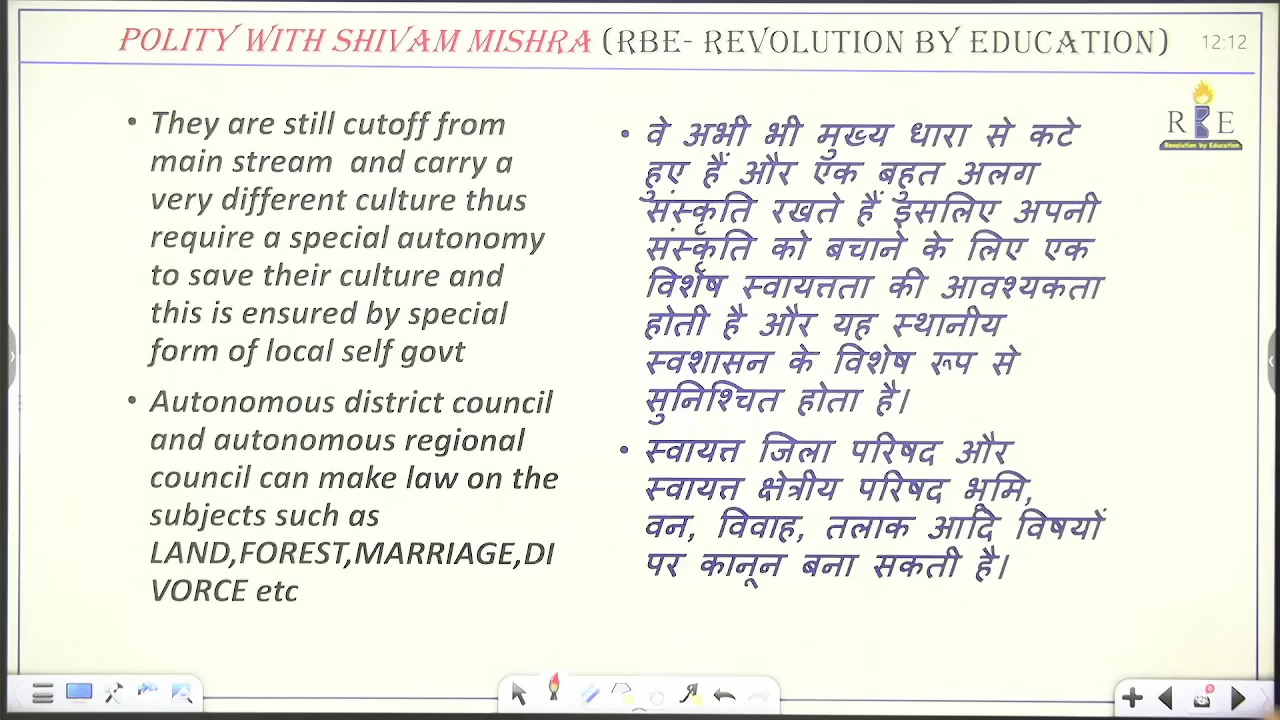 POLITY WITH SHIVAM MISHRA (RBE- REVOLUTION BY EDUCATION)
12:12
RBE
Revolution by Education
• They are still cutoff from
main stream and carry a
very different culture thus
require a special autonomy
to save their culture and
this is ensured by special
form of local self govt
• Autonomous district council
and autonomous regional
council can make law on the
subjects such as
LAND,FOREST,MARRIAGE,DI
VORCE etc
• वे अभी भी मुख्य धारा से कटे
हुए हैं और एक बहुत अलग
संस्कृति रखते हैं इसलिए अपनी
संस्कृति को बचाने के लिए एक
विशेष स्वायत्तता की आवश्यकता
होती है और यह स्थानीय
स्वशासन के विशेष रूप से
सुनिश्चित होता है।
• स्वायत्त जिला परिषद और
स्वायत्त क्षेत्रीय परिषद भूमि,
वन, विवाह, तलाक आदि विषयों
पर कानून बना सकती है।